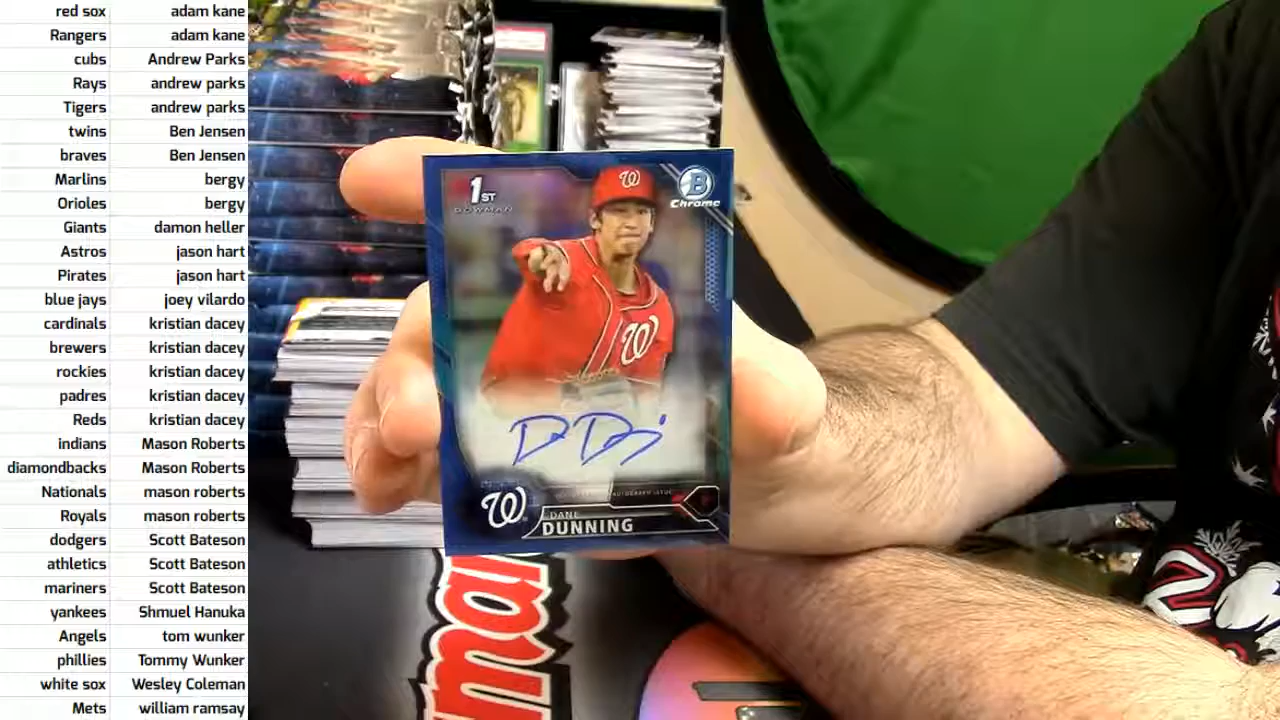 red sox adam kane
Rangers adam kane
cubs Andrew Parks
Rays andrew parks
Tigers andrew parks
twins Ben Jensen
braves Ben Jensen
Marlins bergy
Orioles bergy
Giants damon heller
Astros jason hart
Pirates jason hart
blue jays joey vilardo
cardinals kristian dacey
brewers kristian dacey
rockies kristian dacey
padres kristian dacey
Reds kristian dacey
indians Mason Roberts
diamondbacks Mason Roberts
Nationals mason roberts
Royals mason roberts
dodgers Scott Bateson
athletics Scott Bateson
mariners Scott Bateson
yankees Shmuel Hanuka
Angels tom wunker
phillies Tommy Wunker
white sox Wesley Coleman
Mets william ramsay
1ST
BOWMAN
B
Chrome
W
W
W
AUTOGRAPH ISSUE
DANE
DUNNING